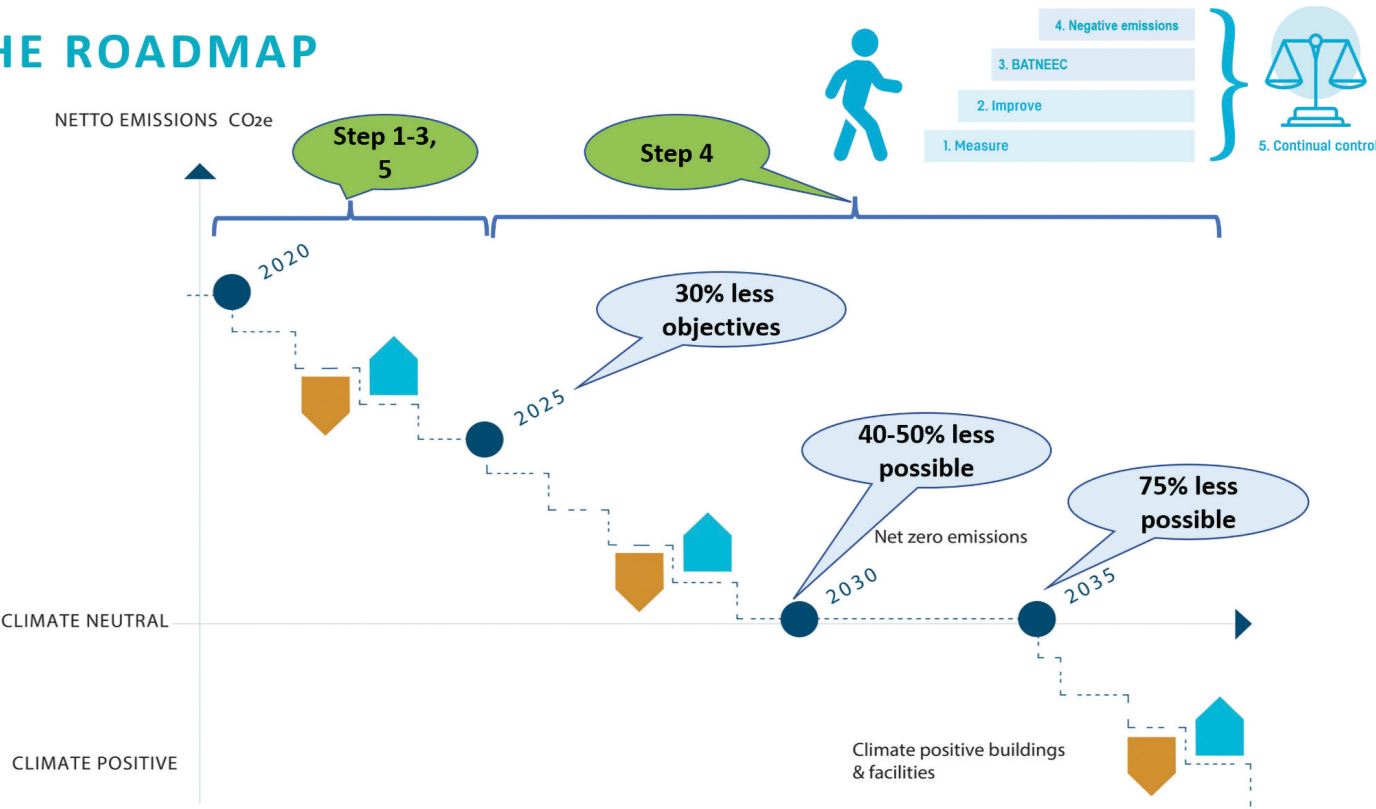 HE ROADMAP
4. Negative emissions
3. BATNEEC
2. Improve
1. Measure
5. Continual control
NETTO EMISSIONS CO2e
Step 1-3,
5
Step 4
2020
30% less
objectives
2025
40-50% less
possible
75% less
possible
Net zero emissions
2030
2035
CLIMATE NEUTRAL
Climate positive buildings
& facilities
CLIMATE POSITIVE